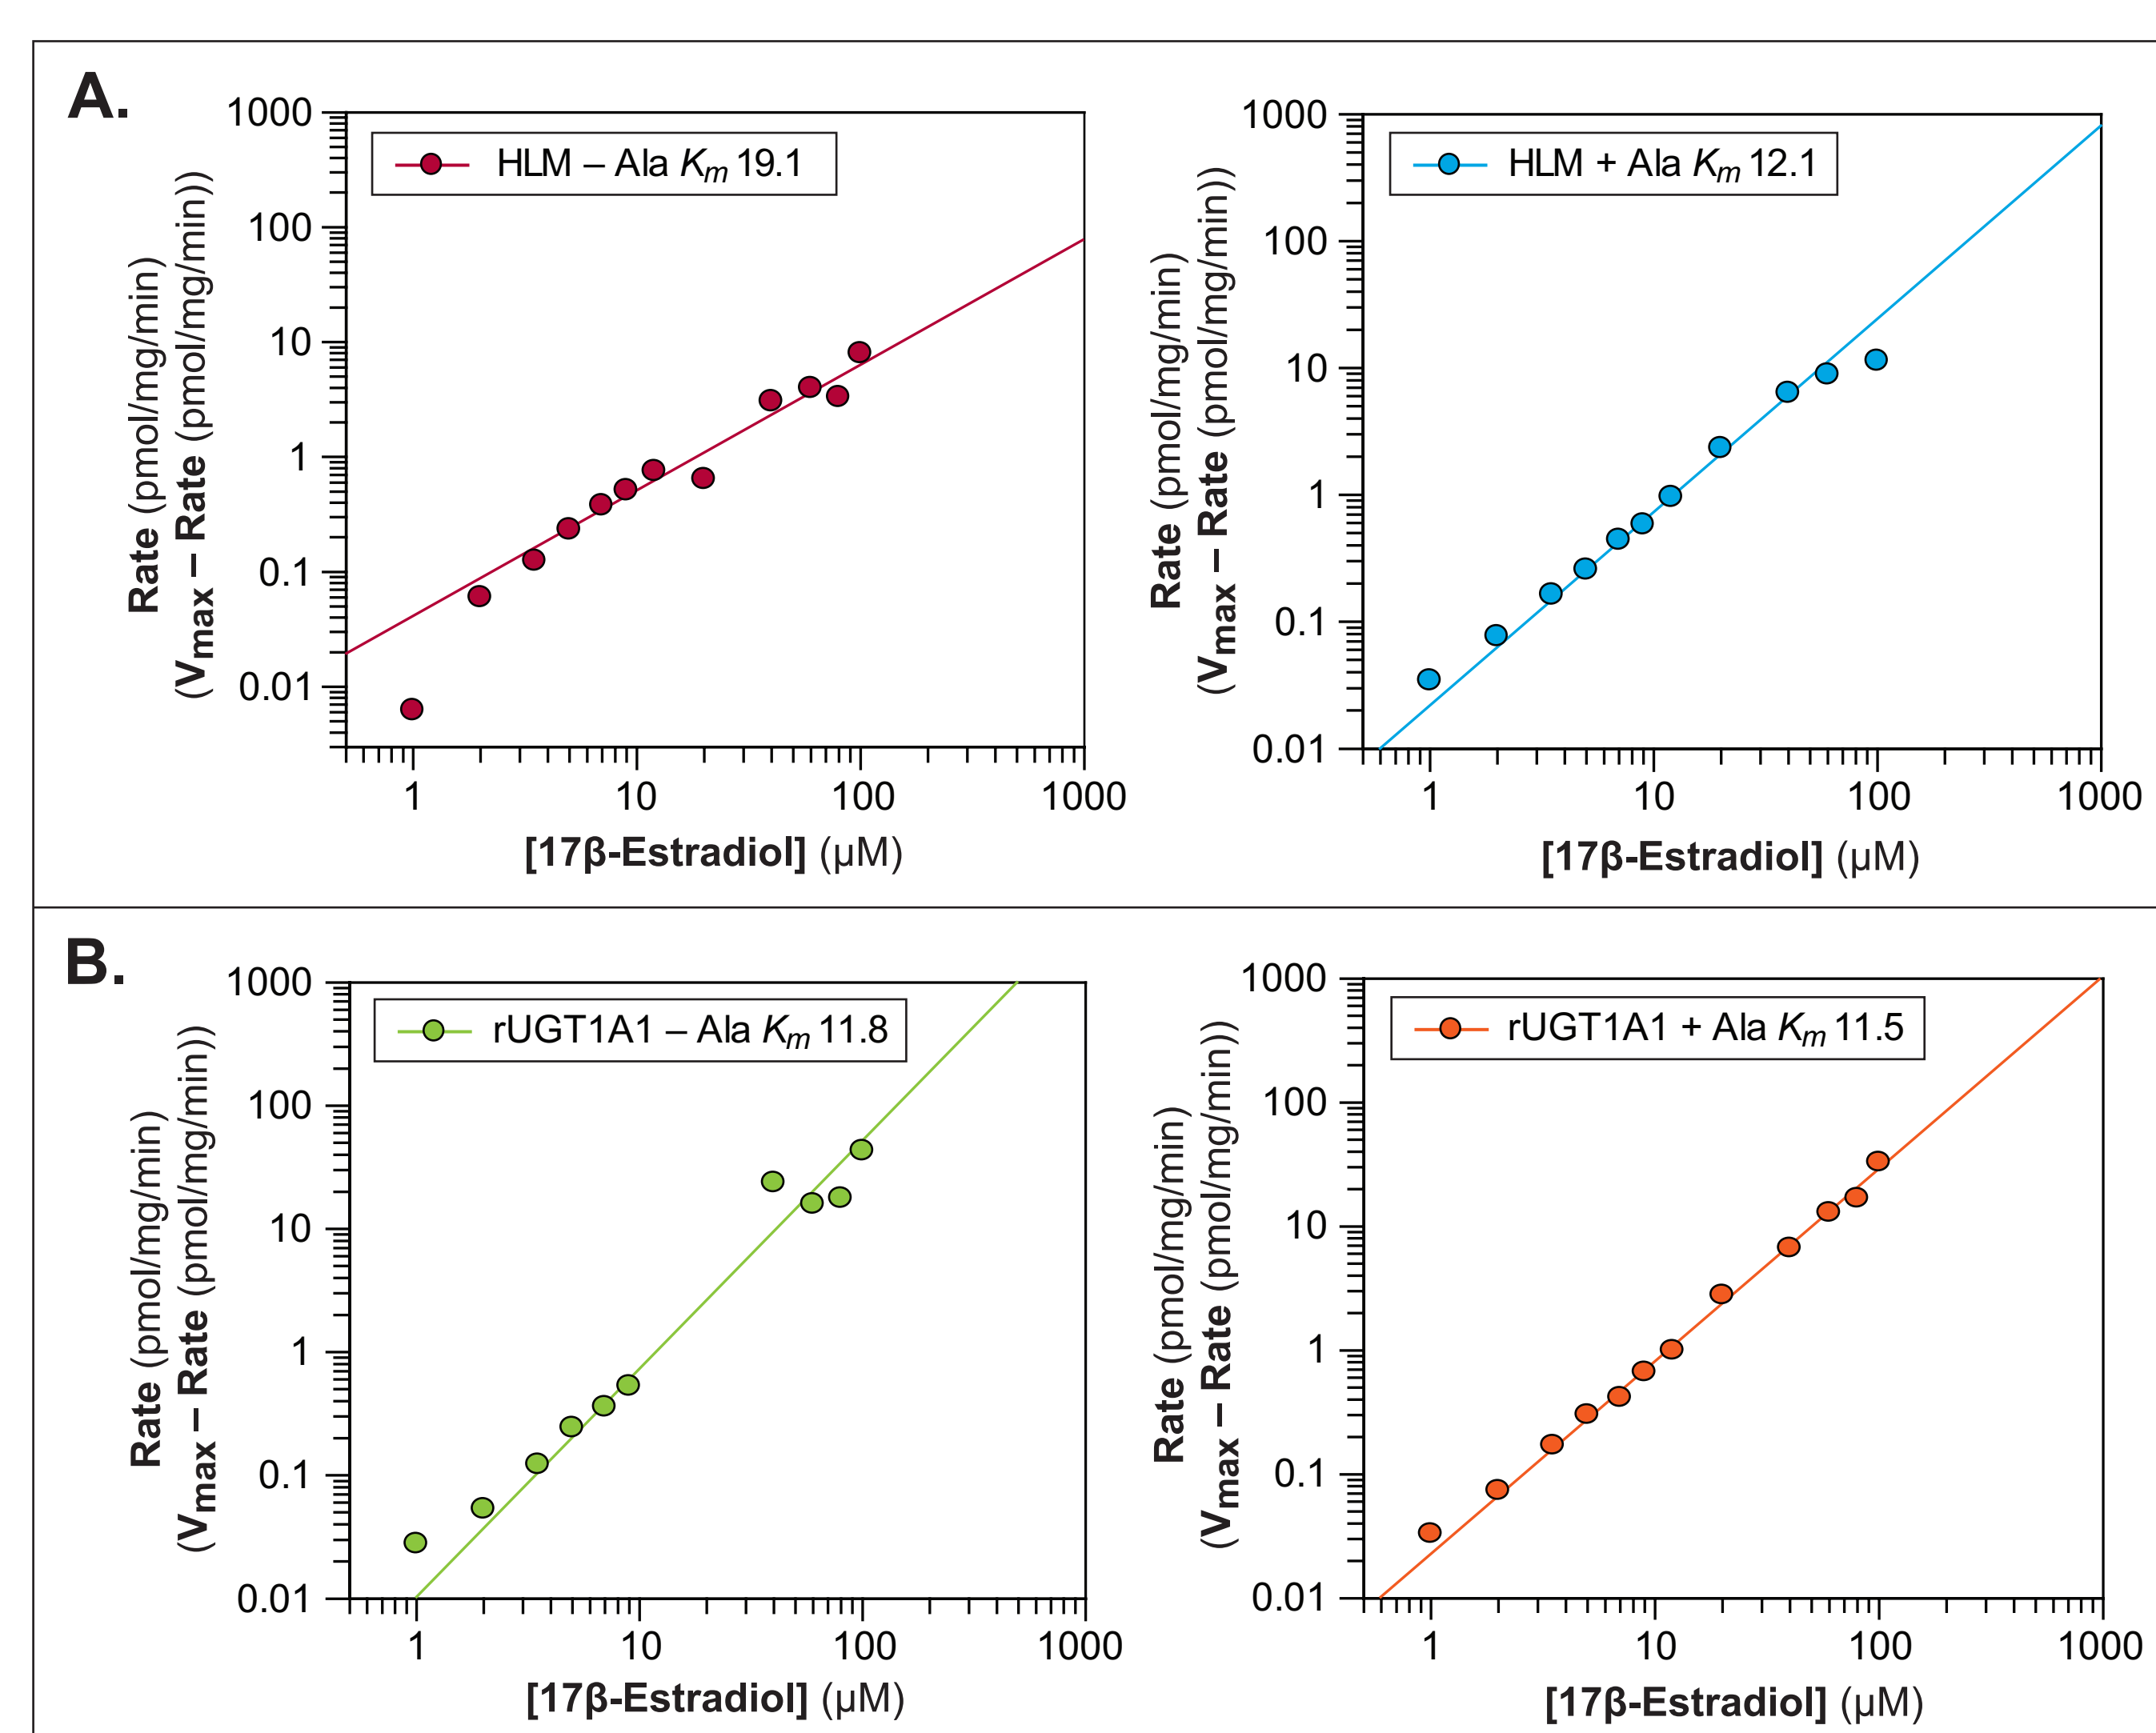 A.
HLM – Ala Km 19.1
1000
100
10
1
0.1
0.01
Rate (pmol/mg/min)
(Vmax – Rate (pmol/mg/min))
1 10 100 1000
[17β-Estradiol] (μM)
HLM + Ala Km 12.1
1000
100
10
1
0.1
0.01
Rate (pmol/mg/min)
(Vmax – Rate (pmol/mg/min))
1 10 100 1000
[17β-Estradiol] (μM)
B.
rUGT1A1 – Ala Km 11.8
1000
100
10
1
0.1
0.01
Rate (pmol/mg/min)
(Vmax – Rate (pmol/mg/min))
1 10 100 1000
[17β-Estradiol] (μM)
rUGT1A1 + Ala Km 11.5
1000
100
10
1
0.1
0.01
Rate (pmol/mg/min)
(Vmax – Rate (pmol/mg/min))
1 10 100 1000
[17β-Estradiol] (μM)